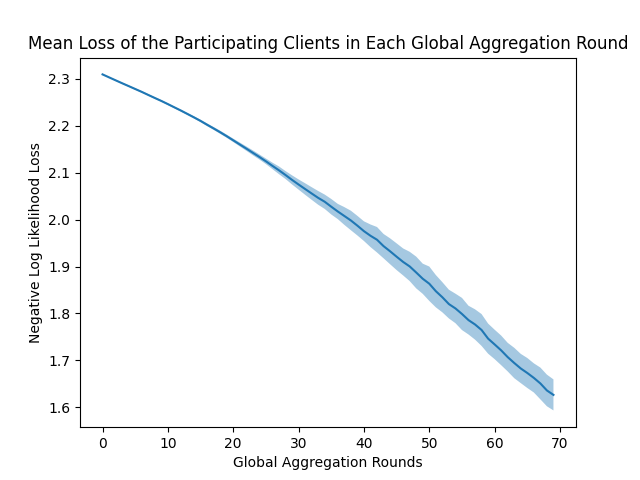 Mean Loss of the Participating Clients in Each Global Aggregation Round
2.3
2.2
2.1
2.0
1.9
1.8
1.7
1.6
Negative Log Likelihood Loss
0 10 20 30 40 50 60 70
Global Aggregation Rounds